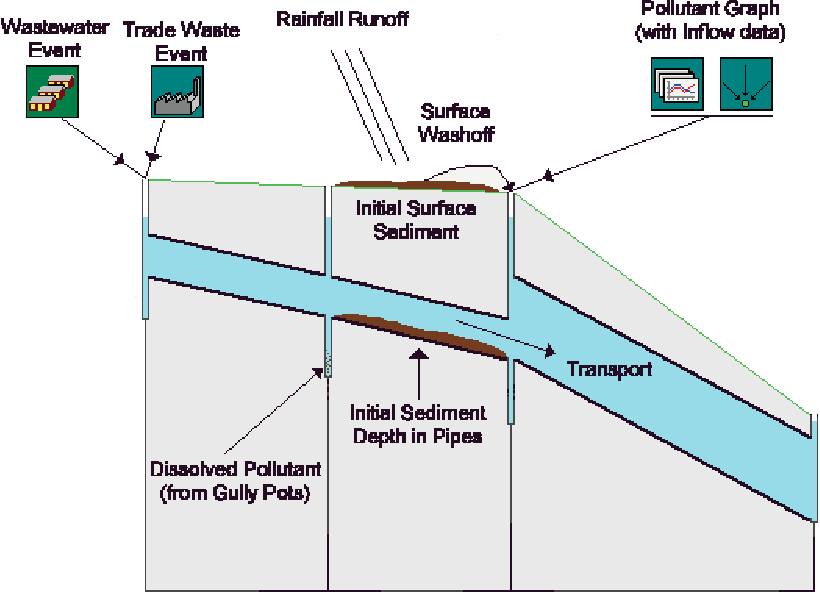 Wastewater
Event
Trade Waste
Event
Rainfall Runoff
Pollutant Graph
(with Inflow data)
Surface
Washoff
Initial Surface
Sediment
Transport
Initial Sediment
Depth in Pipes
Dissolved Pollutant
(from Gully Pots)